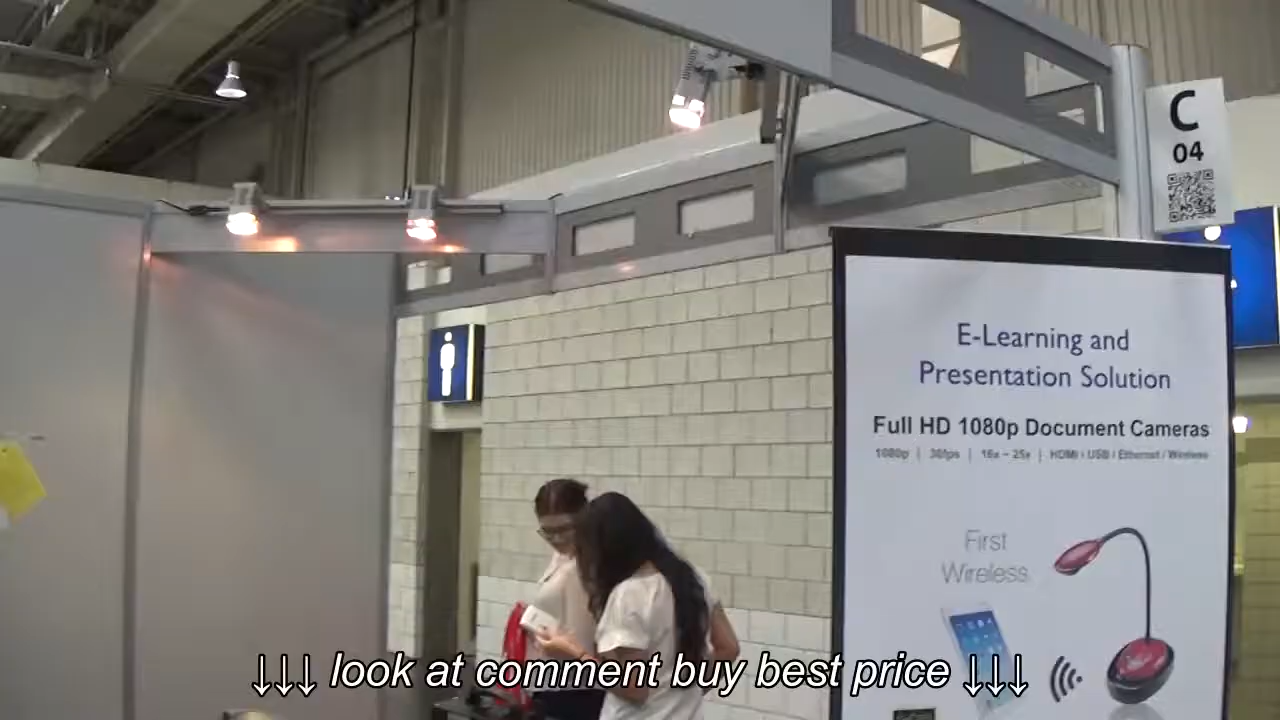 C
04
E-Learning and
Presentation Solution
Full HD 1080p Document Cameras
1080p | 30fps | 16x ~ 25x | HDMI / USB / Ethernet / Wireless
First
Wireless
↓↓↓ look at comment buy best price ↓↓↓